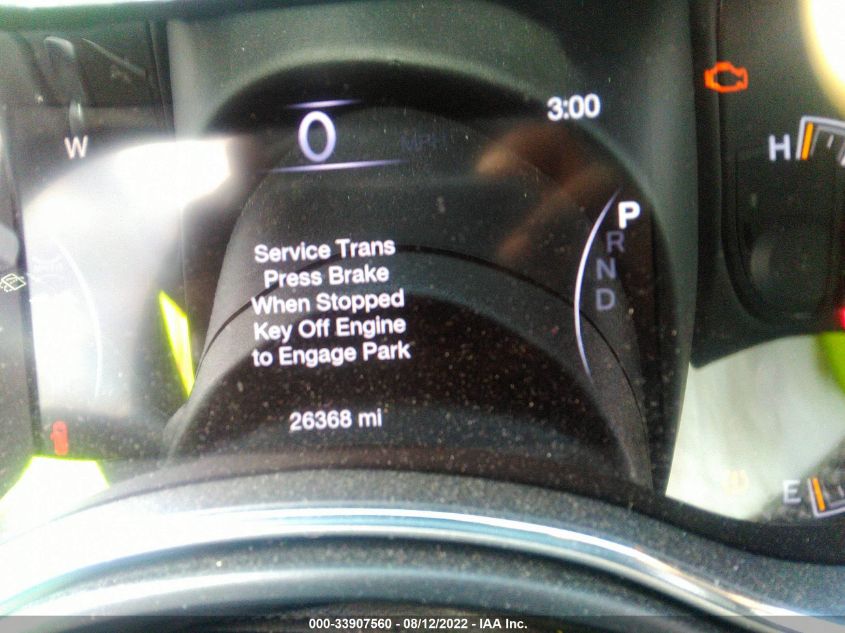 0 MPH
3:00
W
H
P
R
N
D
Service Trans
Press Brake
When Stopped
Key Off Engine
to Engage Park
26368 mi
E
000-33907560 - 08/12/2022 - IAA Inc.